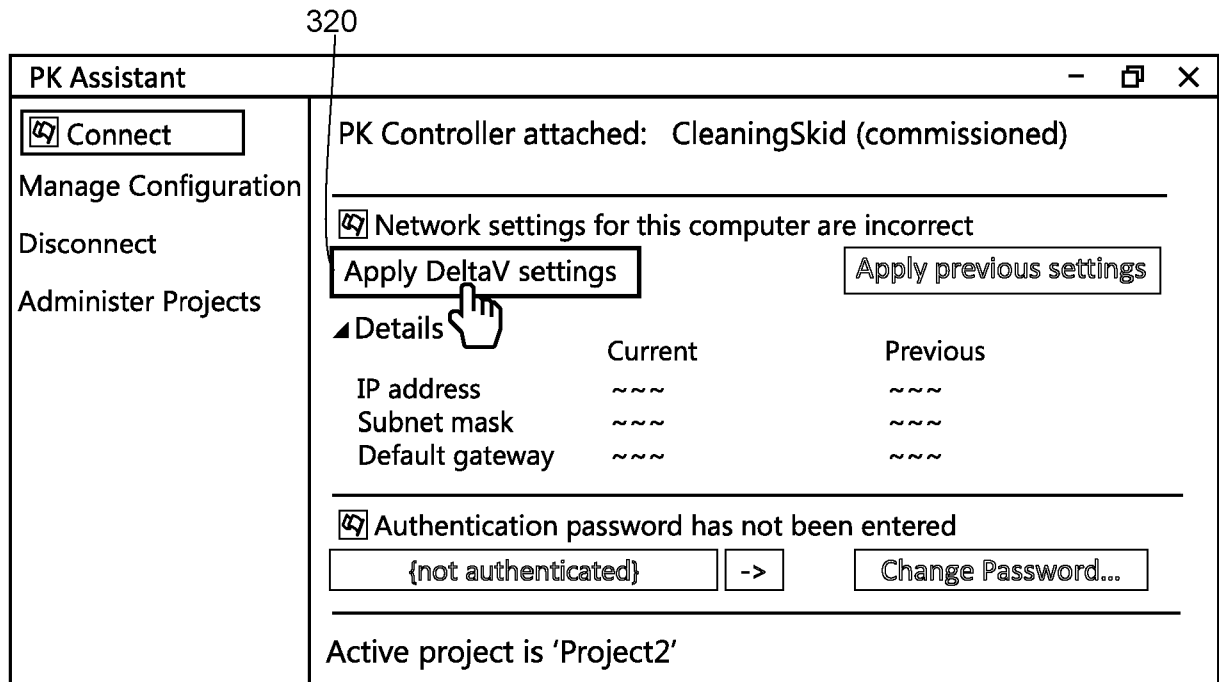 320
PK Assistant
Connect
Manage Configuration
Disconnect
Administer Projects
PK Controller attached: CleaningSkid (commissioned)
Network settings for this computer are incorrect
Apply DeltaV settings
Apply previous settings
Details
Current Previous
IP address ~~~ ~~~
Subnet mask ~~~ ~~~
Default gateway ~~~ ~~~
Authentication password has not been entered
{not authenticated} -> Change Password...
Active project is ‘Project2’